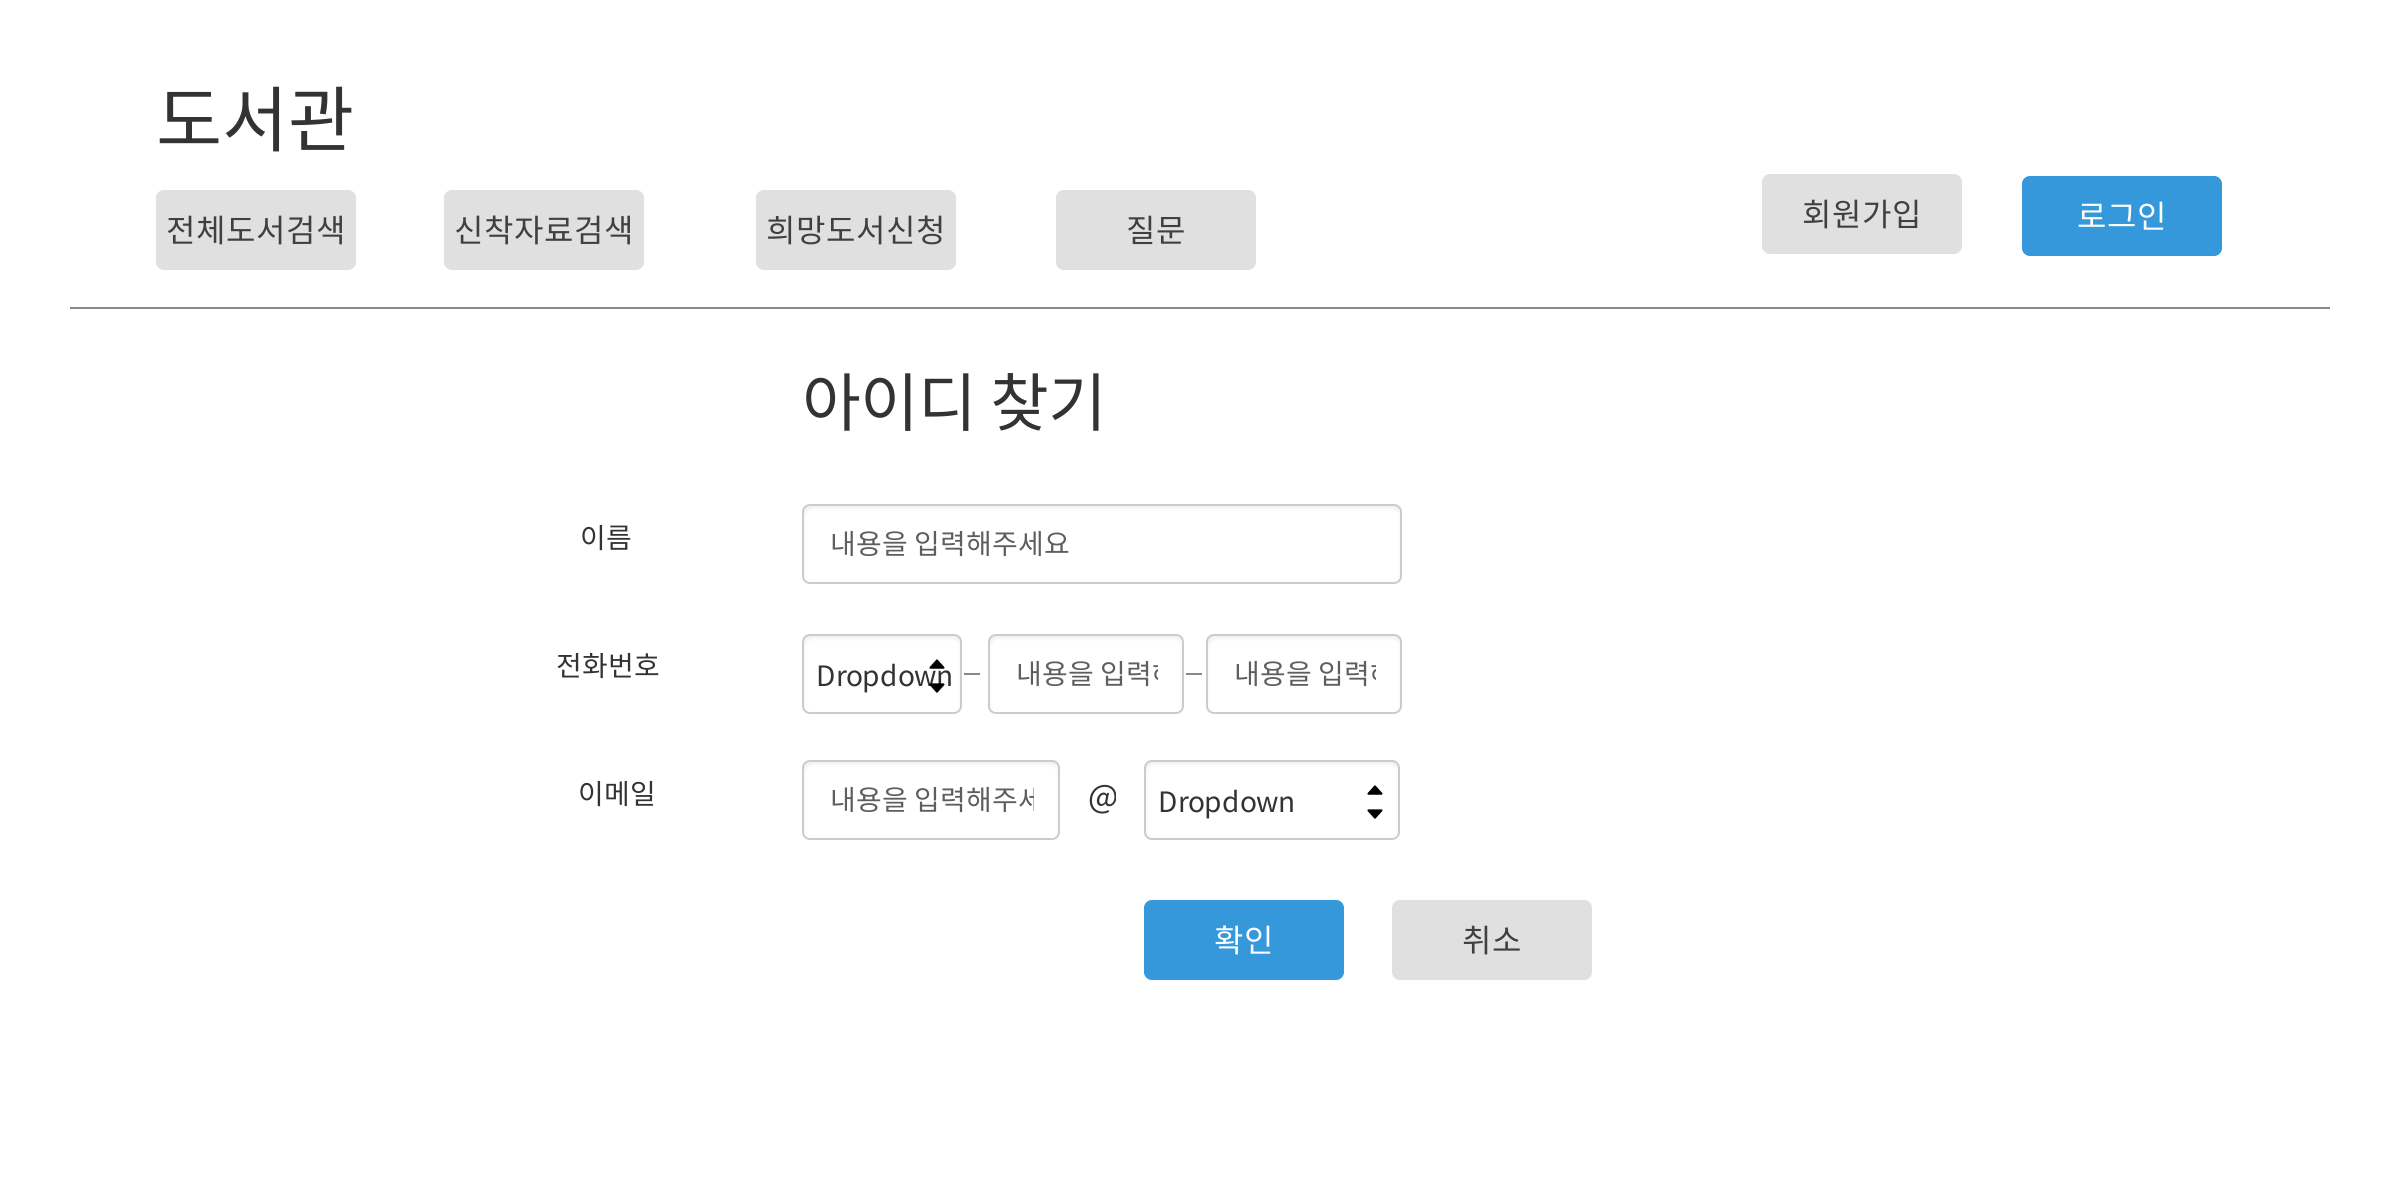 도서관
전체도서검색 신착자료검색 희망도서신청 질문 회원가입 로그인
아이디 찾기
이름 내용을 입력해주세요
전화번호 Dropdown – 내용을 입력 – 내용을 입력
이메일 내용을 입력해주세 @ Dropdown
확인 취소